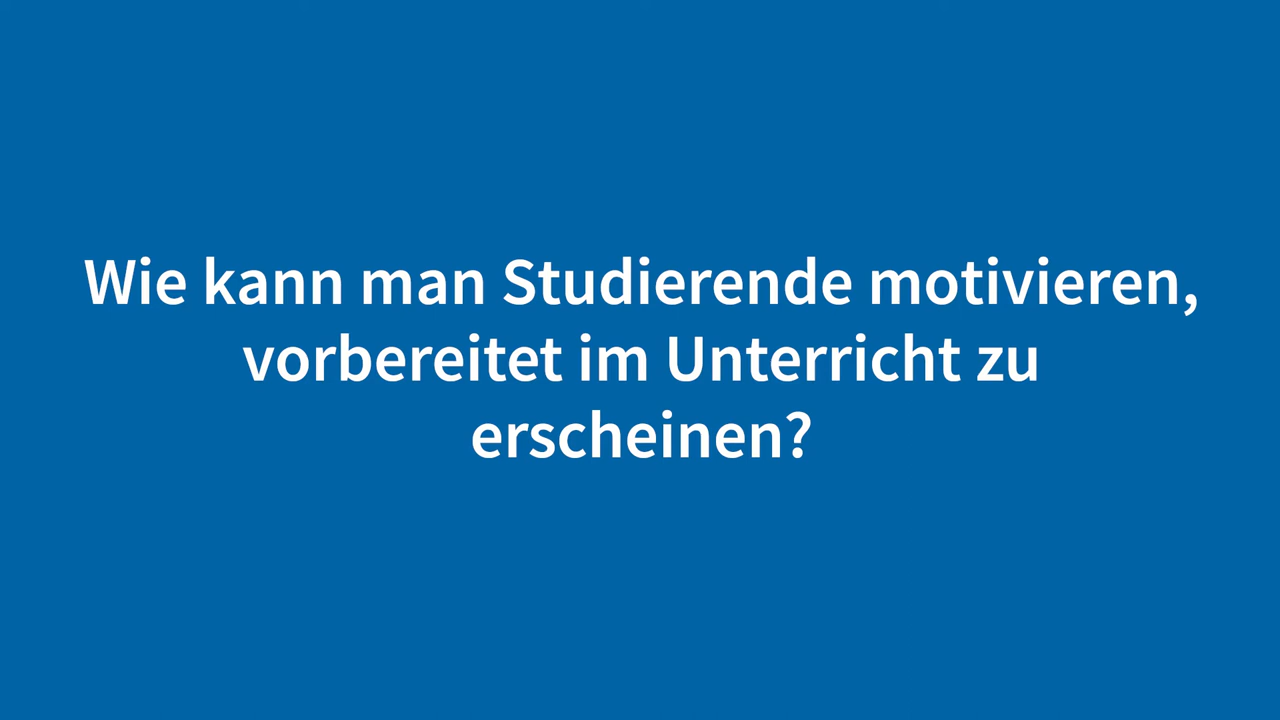 Wie kann man Studierende motivieren,
vorbereitet im Unterricht zu
erscheinen?